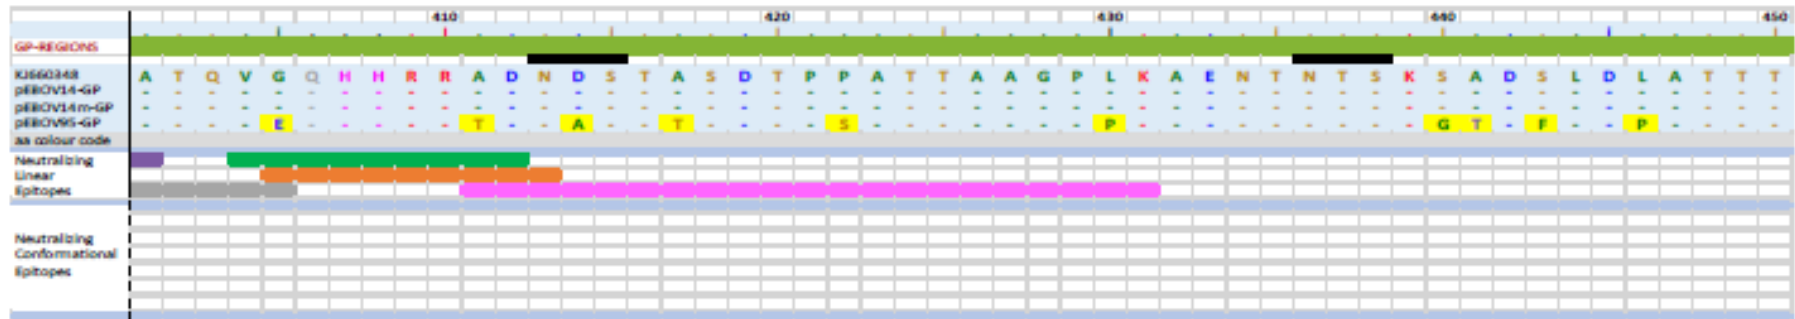 410 420 430 440 450
GP-REGIONS
KJ660348 A T Q V G Q H H R R A D N D S T A S D T P P A T T A A G P L K A E N T N T S K S A D S L D L A T T T
pEBOV14-GP - - - - - - - - - - - - - - - - - - - - - - - - - - - - - - - - - - - - - - - - - - - - - - - - - -
pEBOV14m-GP - - - - - - - - - - - - - - - - - - - - - - - - - - - - - - - - - - - - - - - - - - - - - - - - - -
pEBOV95-GP - - - - E - - - - - T - - A - - T - - - - S - - - - - - - P - - - - - - - - - G T - F - - P - - - -
aa colour code
Neutralizing
Linear
Epitopes
Neutralizing
Conformational
Epitopes